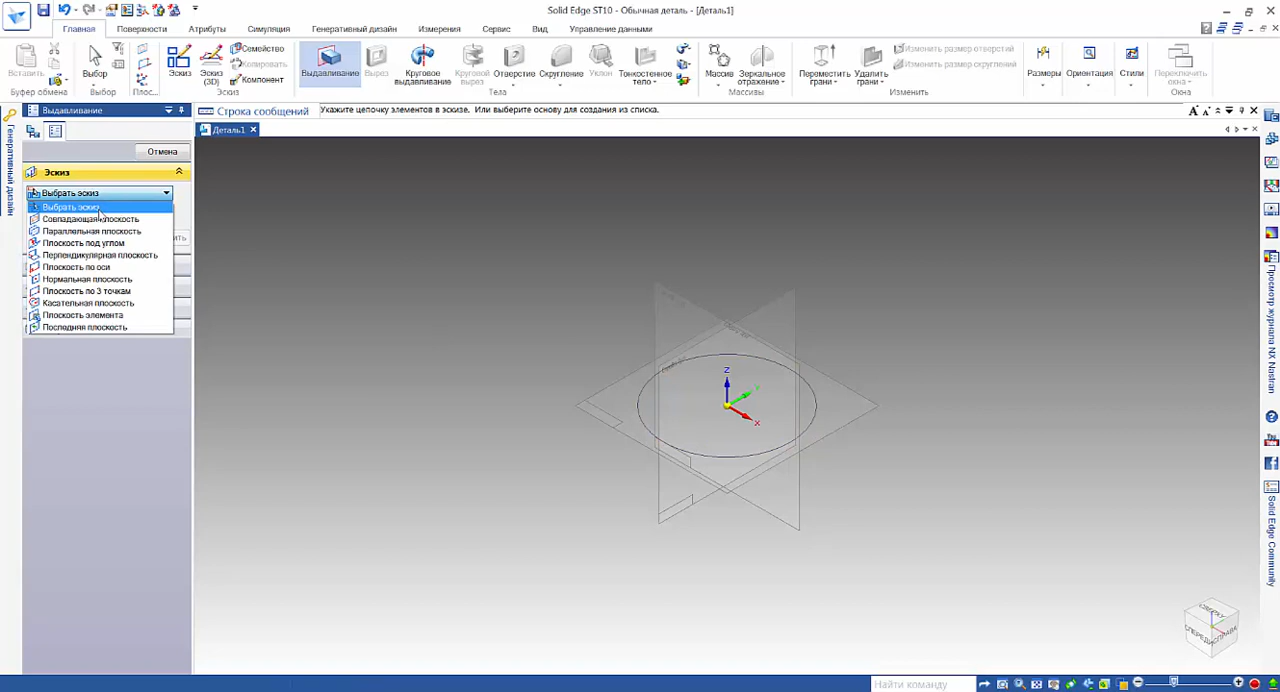 Solid Edge ST10 - Обычная деталь - [Деталь1]
Главная Поверхности Атрибуты Симуляция Генеративный дизайн Измерения Сервис Вид Управление данными
Вставить
Буфер обмена
Выбор
Выбор
Плос...
Эскиз
Эскиз (3D)
Семейство
Копировать
Компонент
Эскиз
Выдавливание
Вырез
Круговое выдавливание
Круговой вырез
Отверстие
Скругление
Уклон
Тонкостенное тело
Тела
Массив
Зеркальное отражение
Массивы
Переместить грани
Удалить грани
Изменить размер отверстий
Изменить размер скруглений
Изменить
Размеры
Ориентация
Стили
Переключить окна
Окна
Выдавливание
Строка сообщений
Укажите цепочку элементов в эскизе. Или выберите основу для создания из списка.
Деталь1
Отмена
Эскиз
Выбрать эскиз
Выбрать эскиз
Совпадающая плоскость
Параллельная плоскость
Плоскость под углом
Перпендикулярная плоскость
Плоскость по оси
Нормальная плоскость
Плоскость по 3 точкам
Касательная плоскость
Плоскость элемента
Последняя плоскость
Генеративный дизайн
Z
Y
X
СВЕРХУ
СПЕРЕДИ
СПРАВА
Просмотр журнала NX Nastran
Solid Edge Community
Найти команду